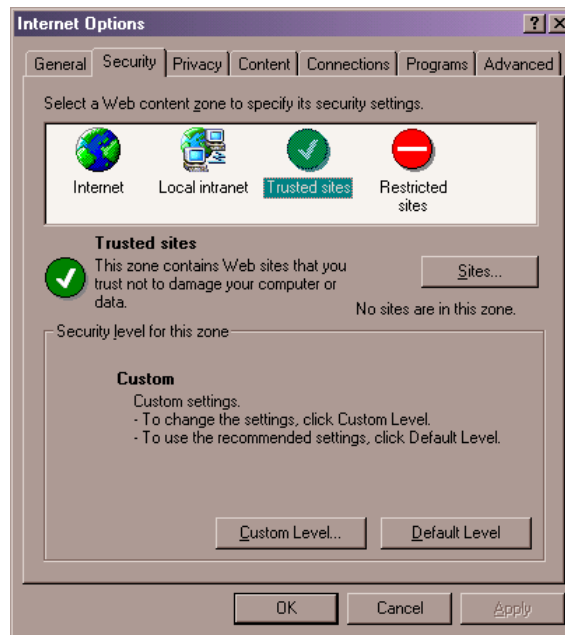 Internet Options
General Security Privacy Content Connections Programs Advanced
Select a Web content zone to specify its security settings.
Internet Local intranet Trusted sites Restricted
sites
Trusted sites
This zone contains Web sites that you
trust not to damage your computer or
data.
Sites...
No sites are in this zone.
Security level for this zone
Custom
Custom settings.
- To change the settings, click Custom Level.
- To use the recommended settings, click Default Level.
Custom Level... Default Level
OK Cancel Apply